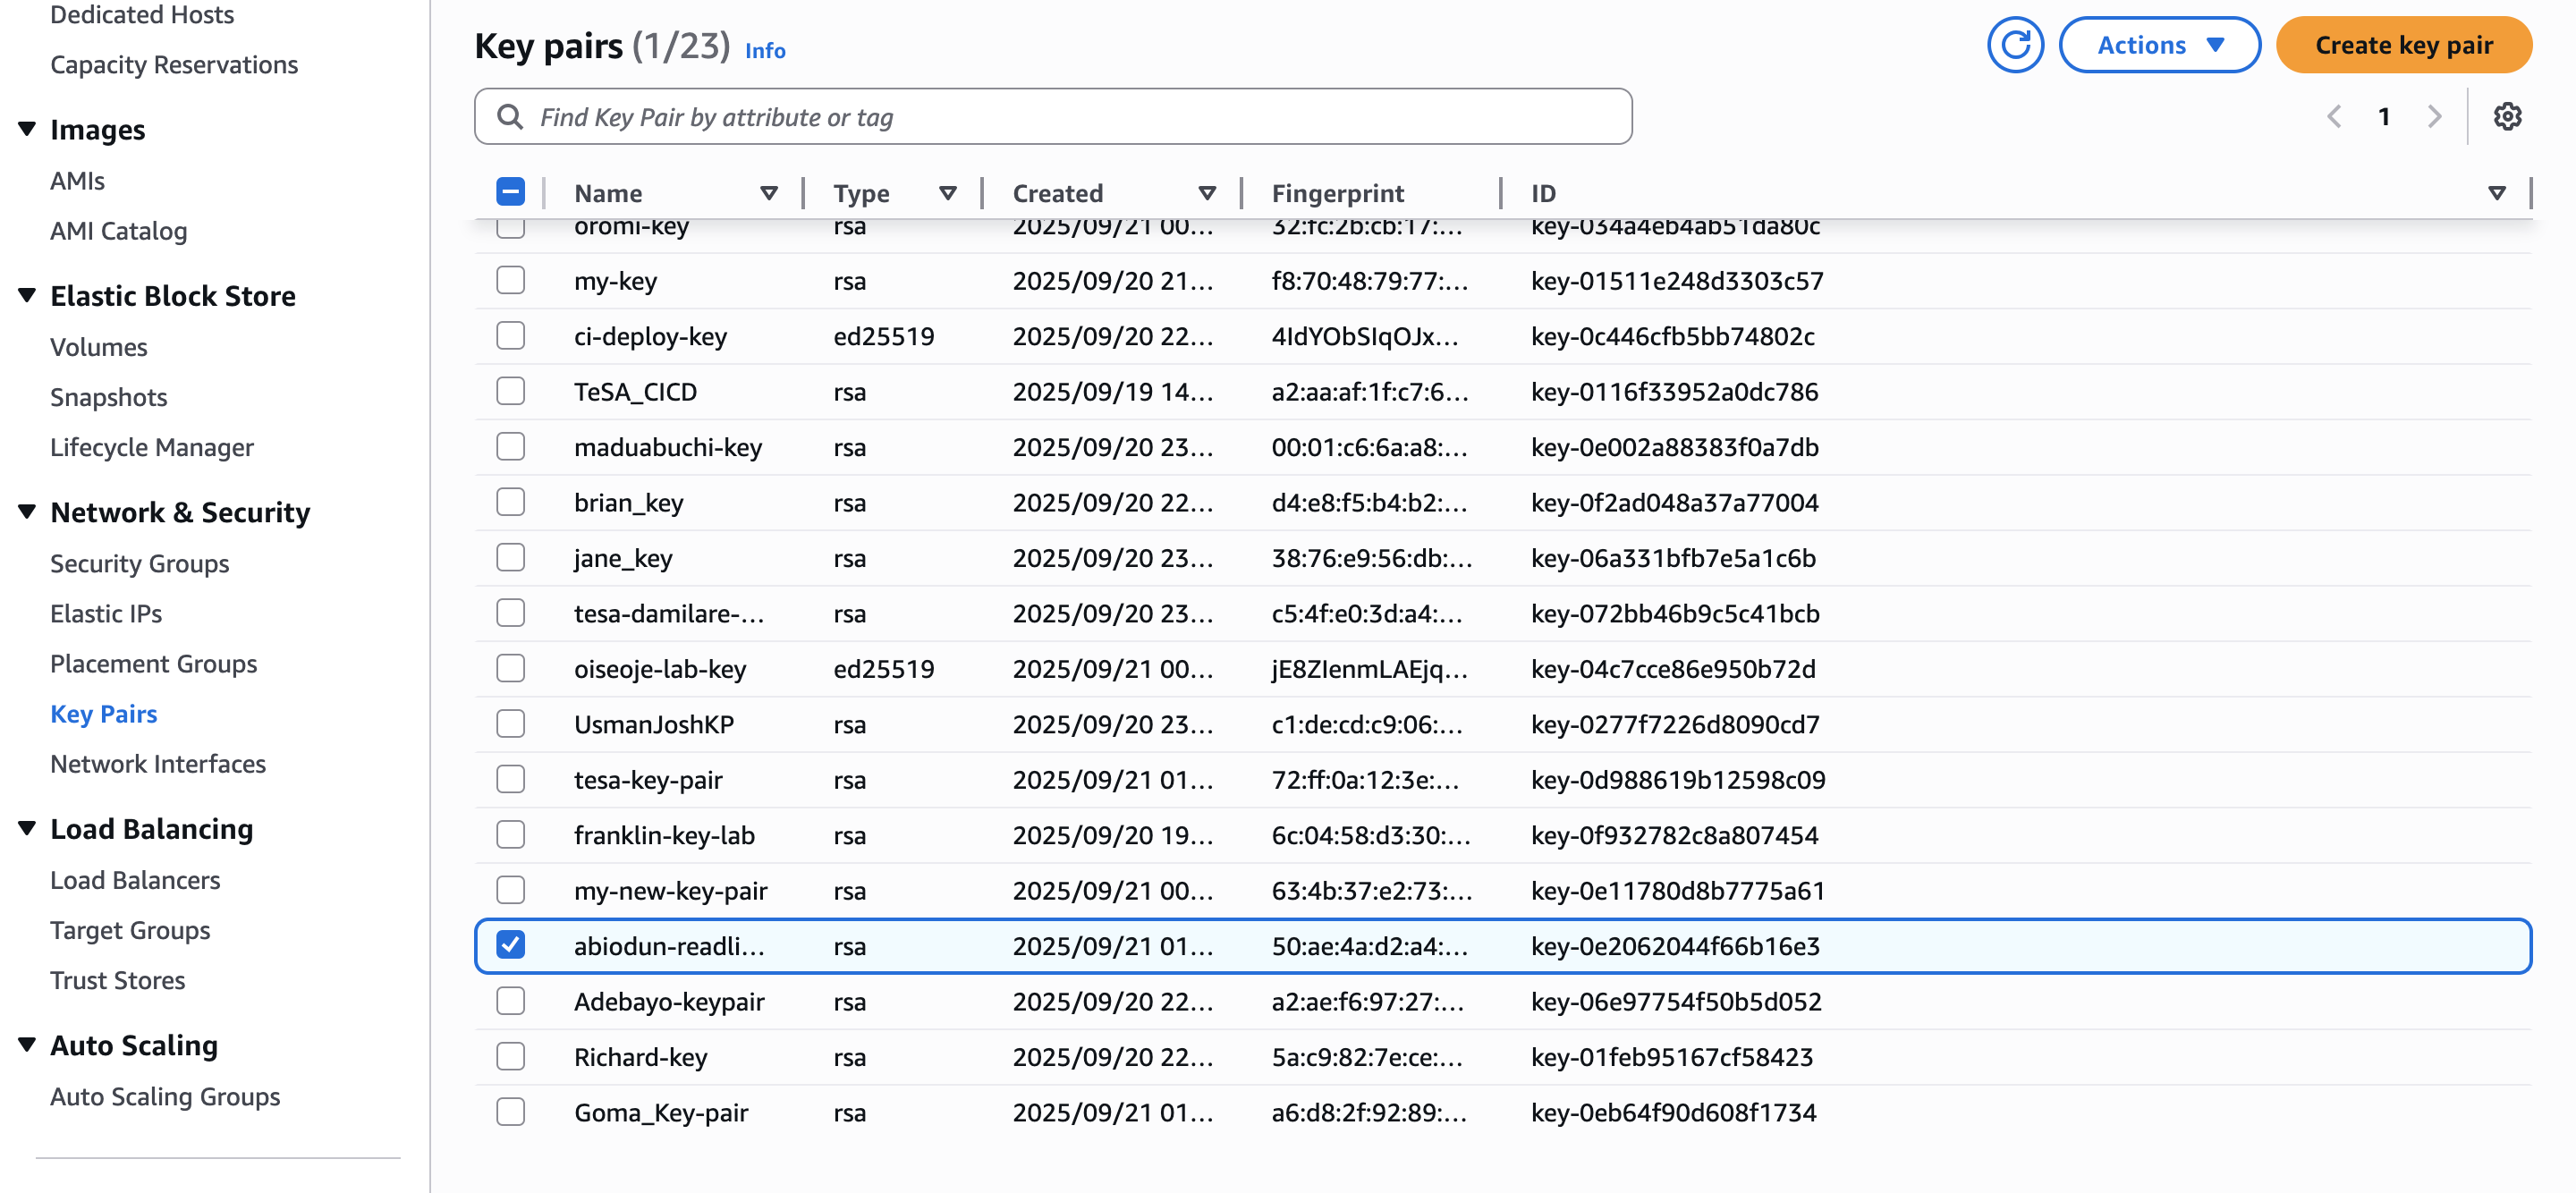 Dedicated Hosts
Capacity Reservations
Images
AMIs
AMI Catalog
Elastic Block Store
Volumes
Snapshots
Lifecycle Manager
Network & Security
Security Groups
Elastic IPs
Placement Groups
Key Pairs
Network Interfaces
Load Balancing
Load Balancers
Target Groups
Trust Stores
Auto Scaling
Auto Scaling Groups
Key pairs (1/23) Info
Actions
Create key pair
Find Key Pair by attribute or tag
1
Name Type Created Fingerprint ID
oromi-key rsa 2025/09/21 00... 32:fc:2b:cb:17:... key-034a4eb4ab51da80c
my-key rsa 2025/09/20 21... f8:70:48:79:77:... key-01511e248d3303c57
ci-deploy-key ed25519 2025/09/20 22... 4IdYObSIqOJx... key-0c446cfb5bb74802c
TeSA_CICD rsa 2025/09/19 14... a2:aa:af:1f:c7:6... key-0116f33952a0dc786
maduabuchi-key rsa 2025/09/20 23... 00:01:c6:6a:a8:... key-0e002a88383f0a7db
brian_key rsa 2025/09/20 22... d4:e8:f5:b4:b2:... key-0f2ad048a37a77004
jane_key rsa 2025/09/20 23... 38:76:e9:56:db:... key-06a331bfb7e5a1c6b
tesa-damilare-... rsa 2025/09/20 23... c5:4f:e0:3d:a4:... key-072bb46b9c5c41bcb
oiseoje-lab-key ed25519 2025/09/21 00... jE8ZIenmLAEjq... key-04c7cce86e950b72d
UsmanJoshKP rsa 2025/09/20 23... c1:de:cd:c9:06:... key-0277f7226d8090cd7
tesa-key-pair rsa 2025/09/21 01... 72:ff:0a:12:3e:... key-0d988619b12598c09
franklin-key-lab rsa 2025/09/20 19... 6c:04:58:d3:30:... key-0f932782c8a807454
my-new-key-pair rsa 2025/09/21 00... 63:4b:37:e2:73:... key-0e11780d8b7775a61
abiodun-readli... rsa 2025/09/21 01... 50:ae:4a:d2:a4:... key-0e2062044f66b16e3
Adebayo-keypair rsa 2025/09/20 22... a2:ae:f6:97:27:... key-06e97754f50b5d052
Richard-key rsa 2025/09/20 22... 5a:c9:82:7e:ce:... key-01feb95167cf58423
Goma_Key-pair rsa 2025/09/21 01... a6:d8:2f:92:89:... key-0eb64f90d608f1734